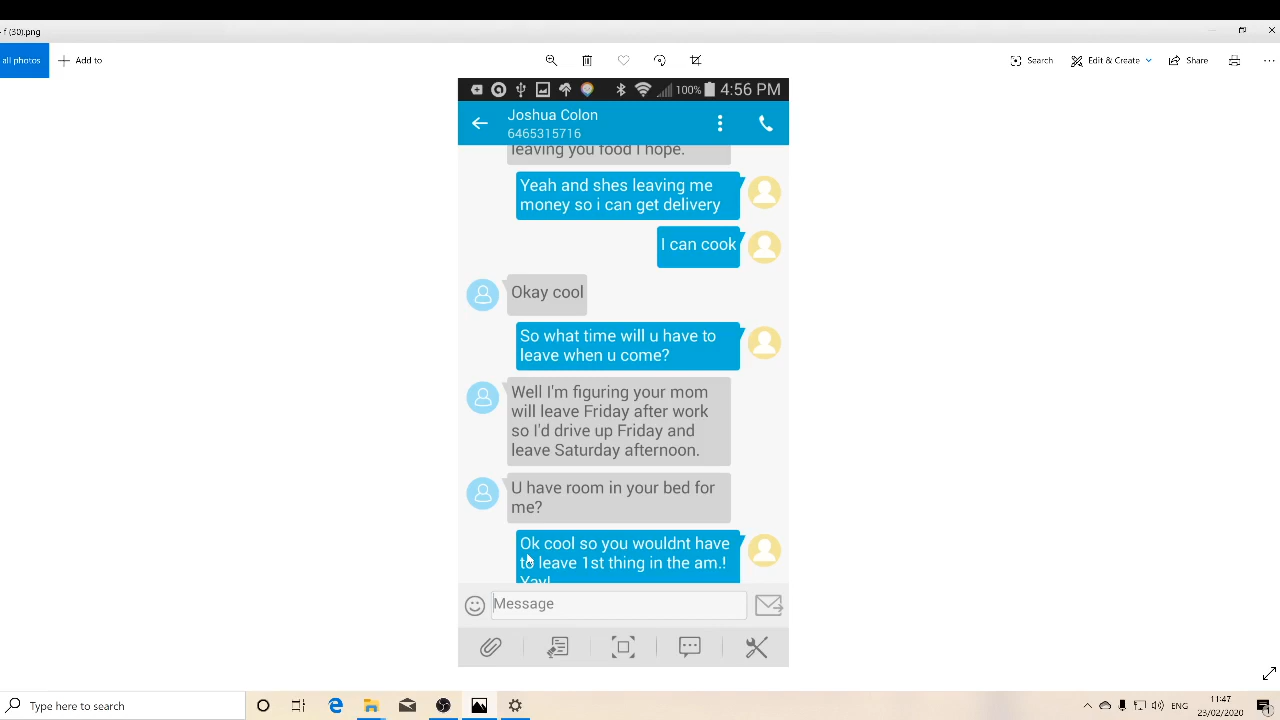 f (30).png
all photos
Add to
Search
Edit & Create
Share
100%
4:56 PM
Joshua Colon
6465315716
leaving you food I hope.
Yeah and shes leaving me
money so i can get delivery
I can cook
Okay cool
So what time will u have to
leave when u come?
Well I'm figuring your mom
will leave Friday after work
so I'd drive up Friday and
leave Saturday afternoon.
U have room in your bed for
me?
Ok cool so you wouldnt have
to leave 1st thing in the am.!
Yay!
Message
Type here to search
11:47
23/02/2020